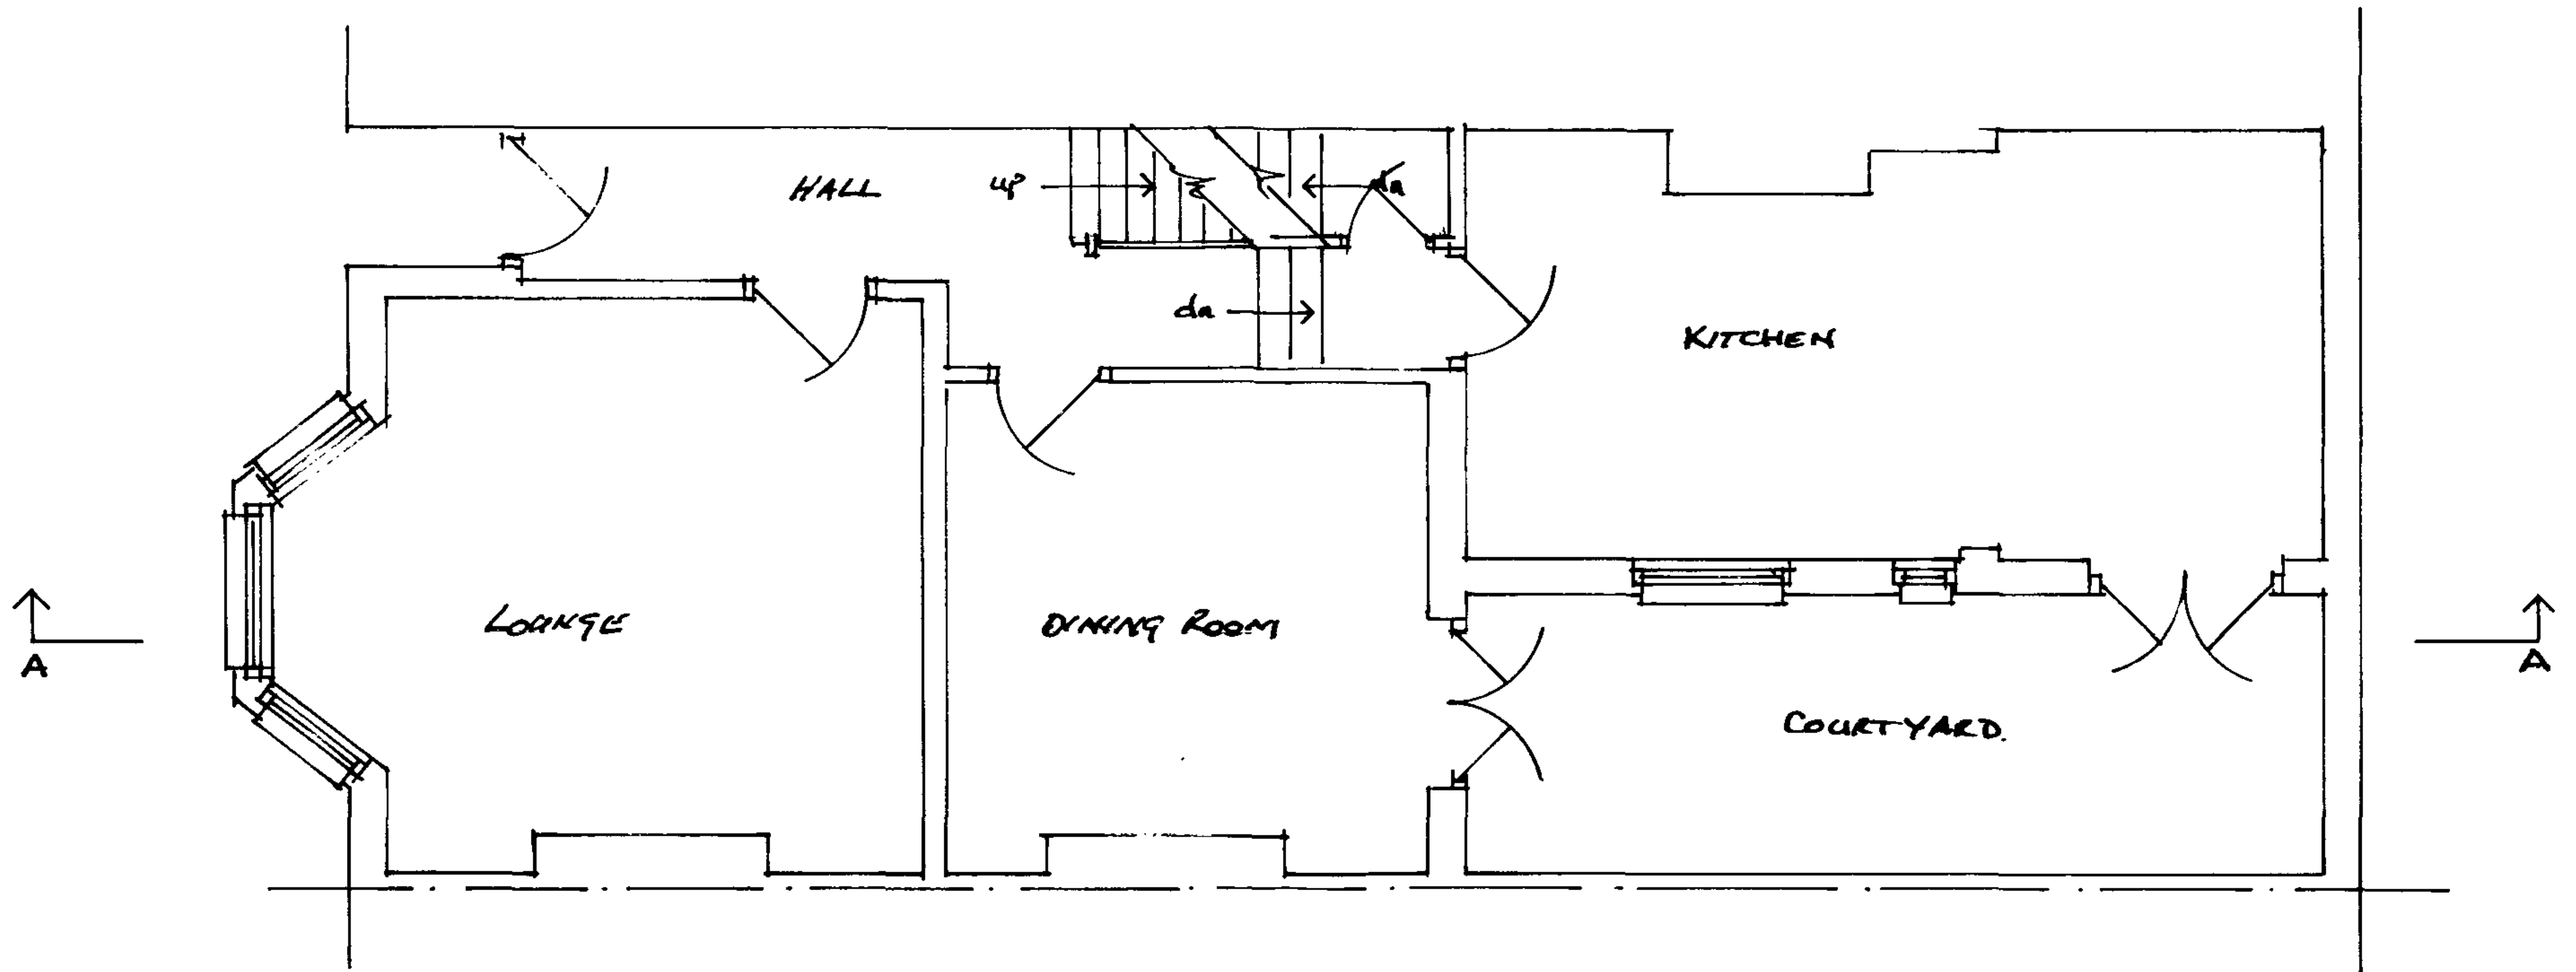 HALL
up
dn
dn
KITCHEN
LOUNGE
DINING ROOM
A
A
COURTYARD.